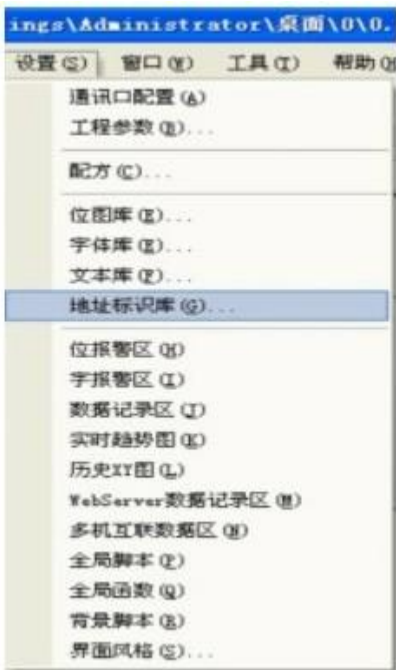 ings\Administrator\桌面\0\0.
设置(S) 窗口(W) 工具(T) 帮助(H
通讯口配置(A)
工程参数(B)...
配方(C)...
位图库(E)...
字体库(E)...
文本库(F)...
地址标识库(G)...
位报警区(H)
字报警区(I)
数据记录区(J)
实时趋势图(K)
历史XY图(L)
WebServer数据记录区(M)
多机互联数据区(N)
全局脚本(P)
全局函数(Q)
背景脚本(R)
界面风格(S)...